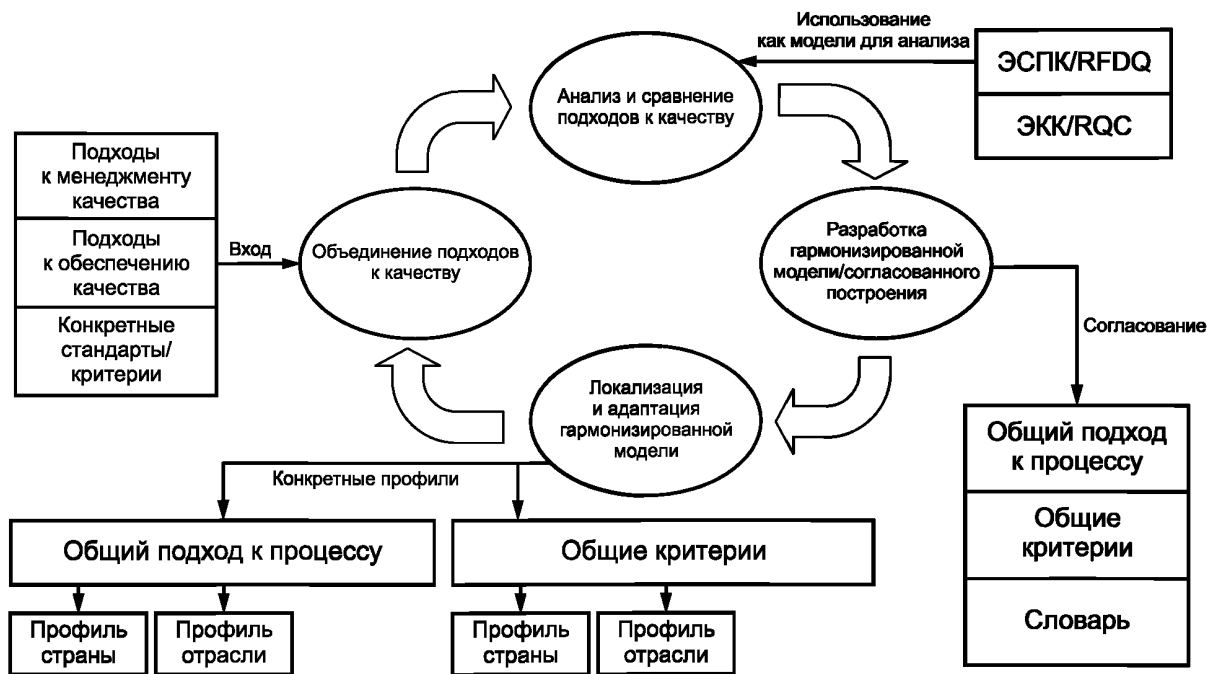 Использование
как модели для анализа
ЭСПК/RFDQ
ЭКК/RQC
Анализ и сравнение
подходов к качеству
Подходы
к менеджменту
качества
Подходы
к обеспечению
качества
Конкретные
стандарты/
критерии
Вход
Объединение подходов
к качеству
Разработка
гармонизированной
модели/согласованного
построения
Согласование
Локализация
и адаптация
гармонизированной
модели
Общий подход
к процессу
Общие
критерии
Словарь
Конкретные профили
Общий подход к процессу
Общие критерии
Профиль
страны
Профиль
отрасли
Профиль
страны
Профиль
отрасли